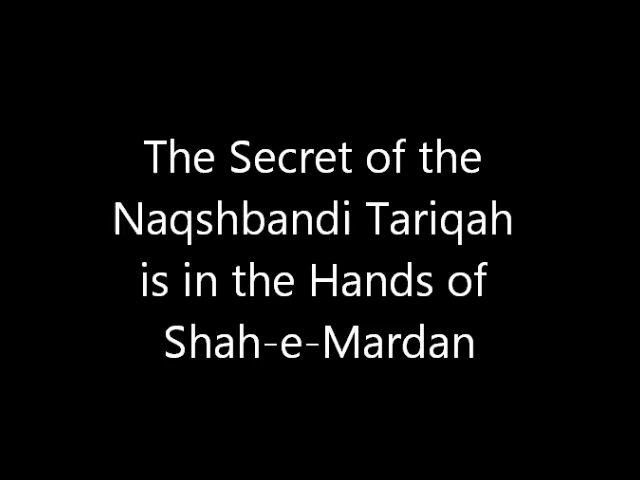 The Secret of the
Naqshbandi Tariqah
is in the Hands of
Shah-e-Mardan